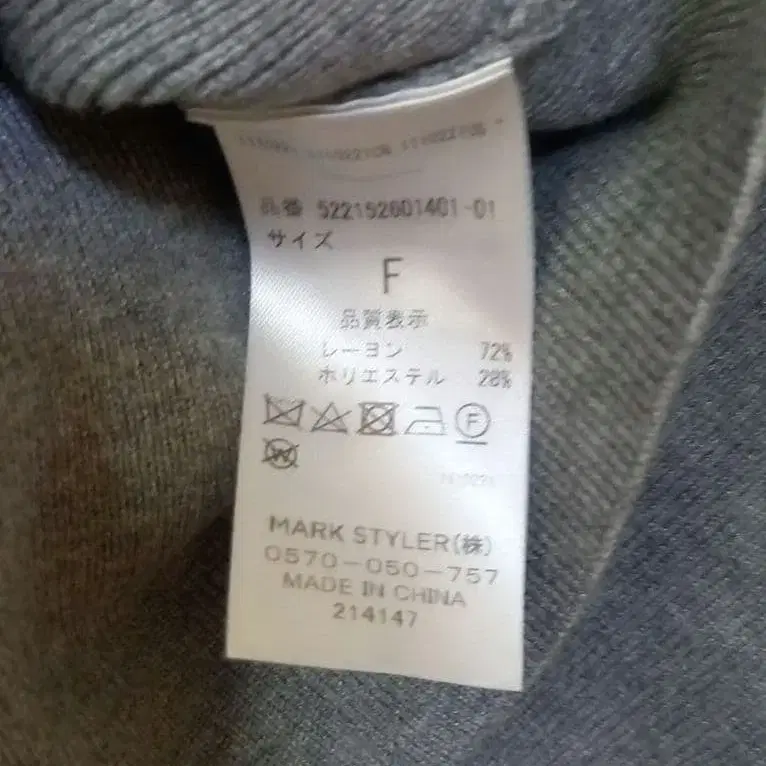 品番 522152601401-01
サイズ
F
品質表示
レーヨン 72%
ポリエステル 28%
F
W
MARK STYLER(株)
0570-050-757
MADE IN CHINA
214147